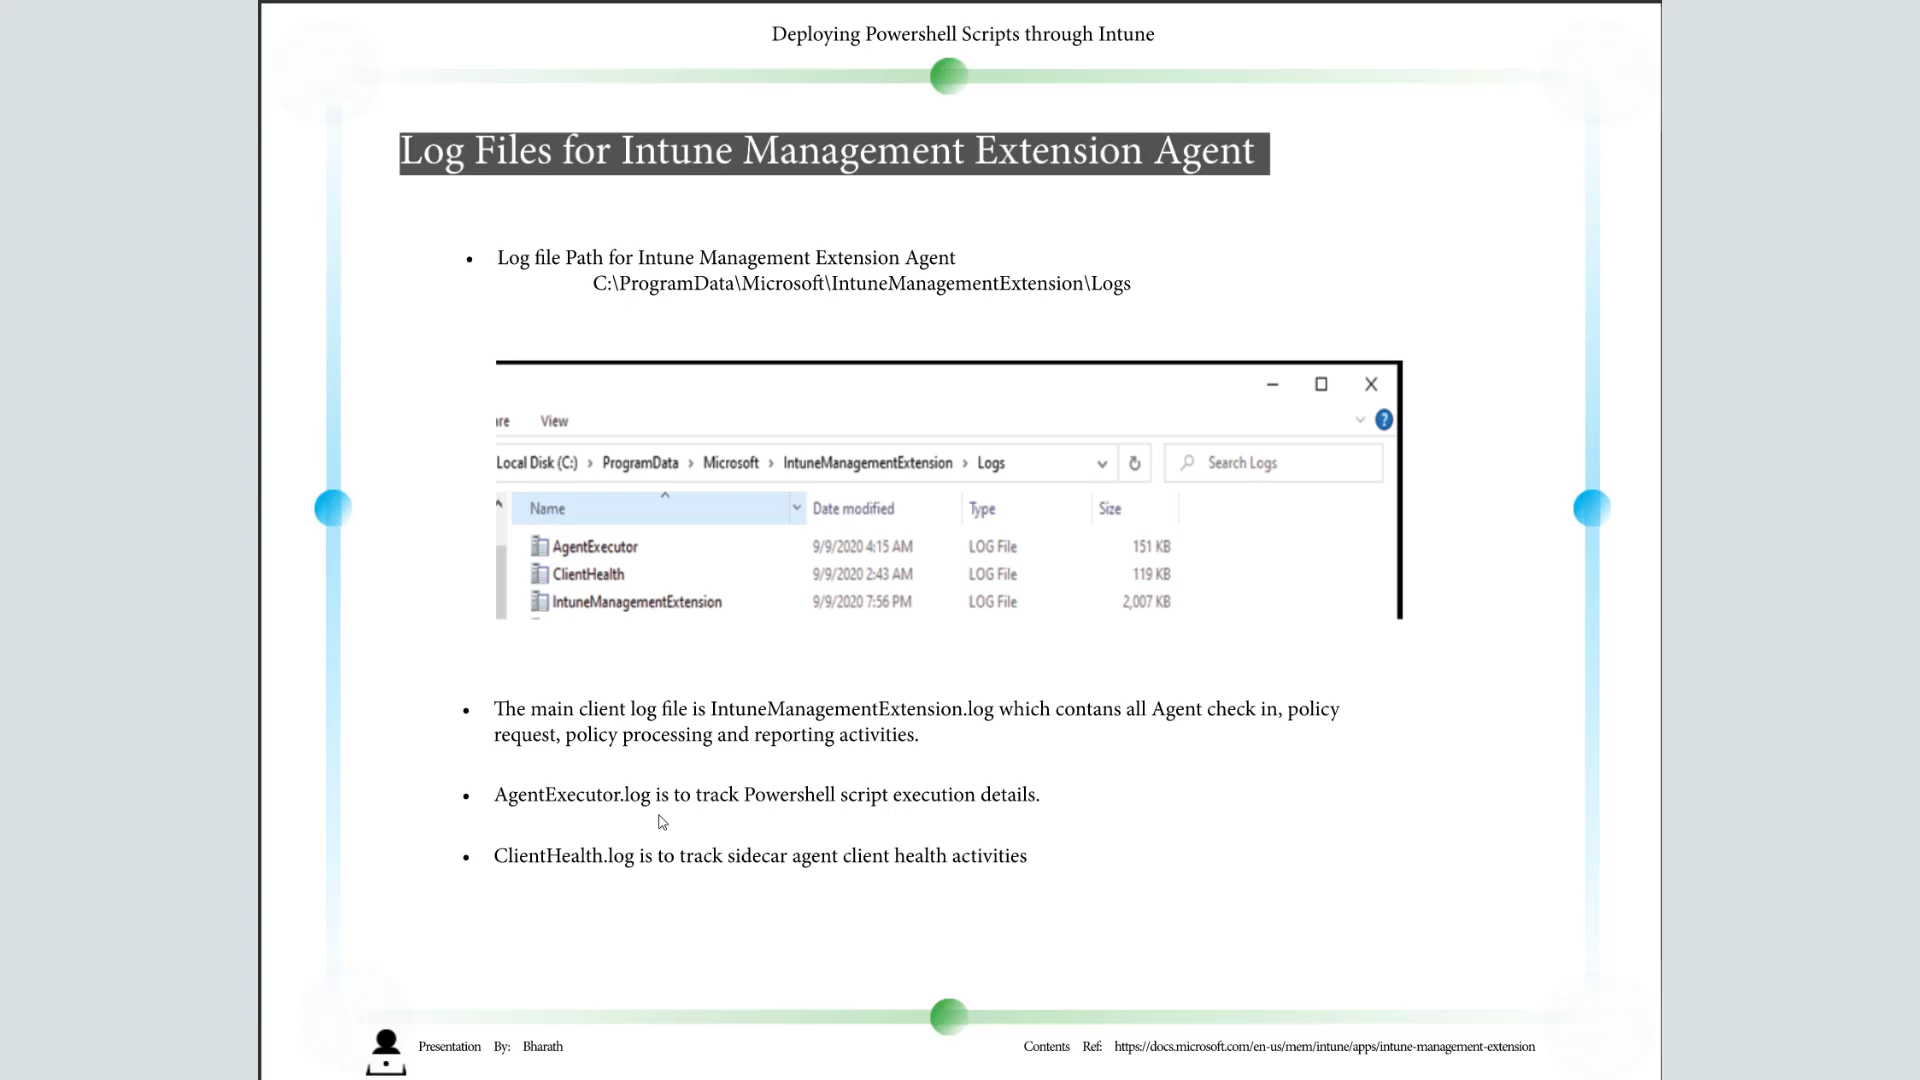 Deploying Powershell Scripts through Intune
Log Files for Intune Management Extension Agent
• Log file Path for Intune Management Extension Agent
C:\ProgramData\Microsoft\IntuneManagementExtension\Logs
are View
Local Disk (C:) › ProgramData › Microsoft › IntuneManagementExtension › Logs Search Logs
Name Date modified Type Size
AgentExecutor 9/9/2020 4:15 AM LOG File 151 KB
ClientHealth 9/9/2020 2:43 AM LOG File 119 KB
IntuneManagementExtension 9/9/2020 7:56 PM LOG File 2,007 KB
• The main client log file is IntuneManagementExtension.log which contans all Agent check in, policy
request, policy processing and reporting activities.
• AgentExecutor.log is to track Powershell script execution details.
• ClientHealth.log is to track sidecar agent client health activities
Presentation By: Bharath
Contents Ref: https://docs.microsoft.com/en-us/mem/intune/apps/intune-management-extension